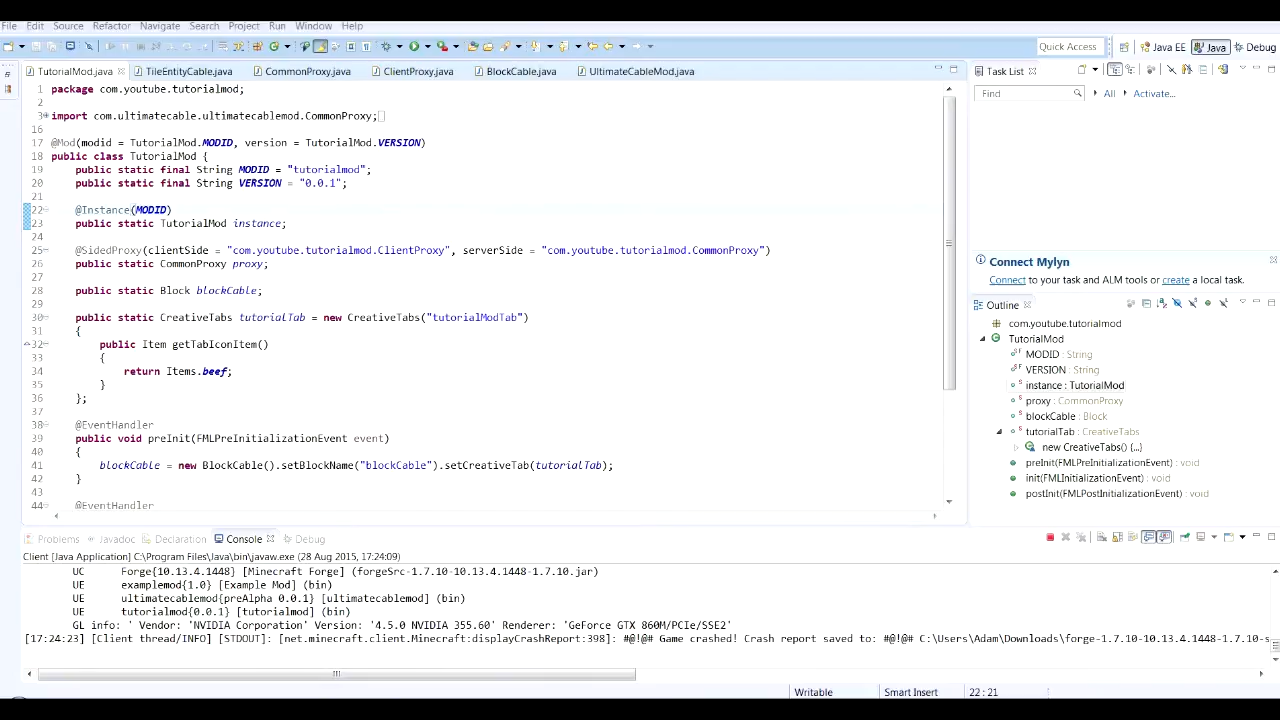 File Edit Source Refactor Navigate Search Project Run Window Help
Quick Access Java EE Java Debug
TutorialMod.java TileEntityCable.java CommonProxy.java ClientProxy.java BlockCable.java UltimateCableMod.java
1 package com.youtube.tutorialmod;
2
3 import com.ultimatecable.ultimatecablemod.CommonProxy;
16
17 @Mod(modid = TutorialMod.MODID, version = TutorialMod.VERSION)
18 public class TutorialMod {
19 public static final String MODID = "tutorialmod";
20 public static final String VERSION = "0.0.1";
21
22 @Instance(MODID)
23 public static TutorialMod instance;
24
25 @SidedProxy(clientSide = "com.youtube.tutorialmod.ClientProxy", serverSide = "com.youtube.tutorialmod.CommonProxy")
26 public static CommonProxy proxy;
27
28 public static Block blockCable;
29
30 public static CreativeTabs tutorialTab = new CreativeTabs("tutorialModTab")
31 {
32 public Item getTabIconItem()
33 {
34 return Items.beef;
35 }
36 };
37
38 @EventHandler
39 public void preInit(FMLPreInitializationEvent event)
40 {
41 blockCable = new BlockCable().setBlockName("blockCable").setCreativeTab(tutorialTab);
42 }
43
44 @EventHandler
Task List
Find All Activate...
Connect Mylyn
Connect to your task and ALM tools or create a local task.
Outline
com.youtube.tutorialmod
TutorialMod
MODID : String
VERSION : String
instance : TutorialMod
proxy : CommonProxy
blockCable : Block
tutorialTab : CreativeTabs
new CreativeTabs() {...}
preInit(FMLPreInitializationEvent) : void
init(FMLInitializationEvent) : void
postInit(FMLPostInitializationEvent) : void
Problems Javadoc Declaration Console Debug
Client [Java Application] C:\Program Files\Java\bin\javaw.exe (28 Aug 2015, 17:24:09)
UC Forge{10.13.4.1448} [Minecraft Forge] (forgeSrc-1.7.10-10.13.4.1448-1.7.10.jar)
UE examplemod{1.0} [Example Mod] (bin)
UE ultimatecablemod{preAlpha 0.0.1} [ultimatecablemod] (bin)
UE tutorialmod{0.0.1} [tutorialmod] (bin)
GL info: ' Vendor: 'NVIDIA Corporation' Version: '4.5.0 NVIDIA 355.60' Renderer: 'GeForce GTX 860M/PCIe/SSE2'
[17:24:23] [Client thread/INFO] [STDOUT]: [net.minecraft.client.Minecraft:displayCrashReport:398]: #@!@# Game crashed! Crash report saved to: #@!@# C:\Users\Adam\Downloads\forge-1.7.10-10.13.4.1448-1.7.10-s
Writable Smart Insert 22 : 21